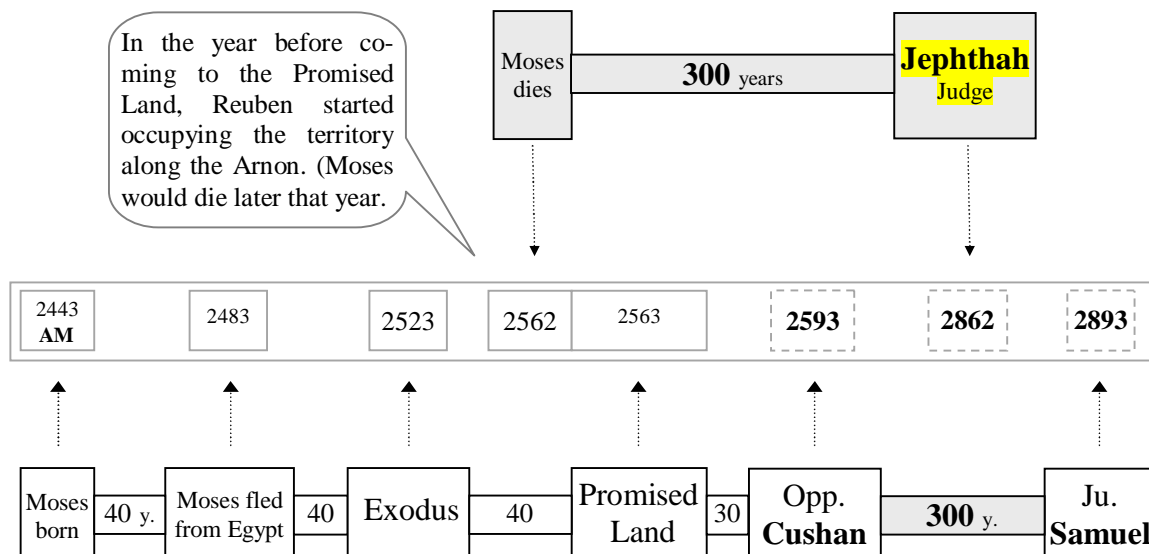 In the year before co-
ming to the Promised
Land, Reuben started
occupying the territory
along the Arnon. (Moses
would die later that year.
Moses
dies
300 years
Jephthah
Judge
2443
AM
2483
2523
2562
2563
2593
2862
2893
Moses
born
40 y.
Moses fled
from Egypt
40
Exodus
40
Promised
Land
30
Opp.
Cushan
300 y.
Ju.
Samuel